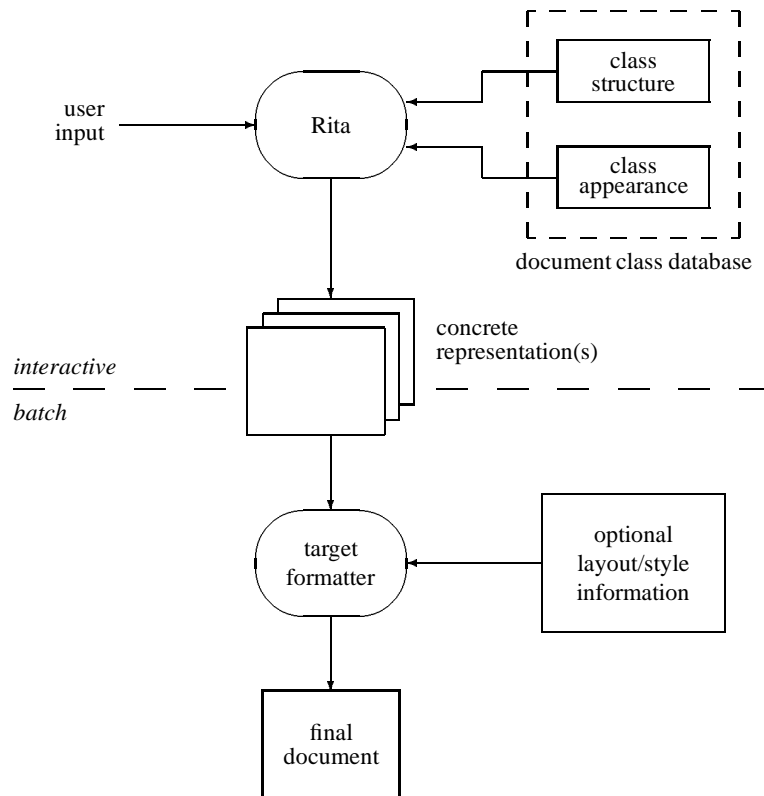 class
structure
user
input
Rita
class
appearance
document class database
concrete
representation(s)
interactive
batch
optional
layout/style
information
target
formatter
final
document